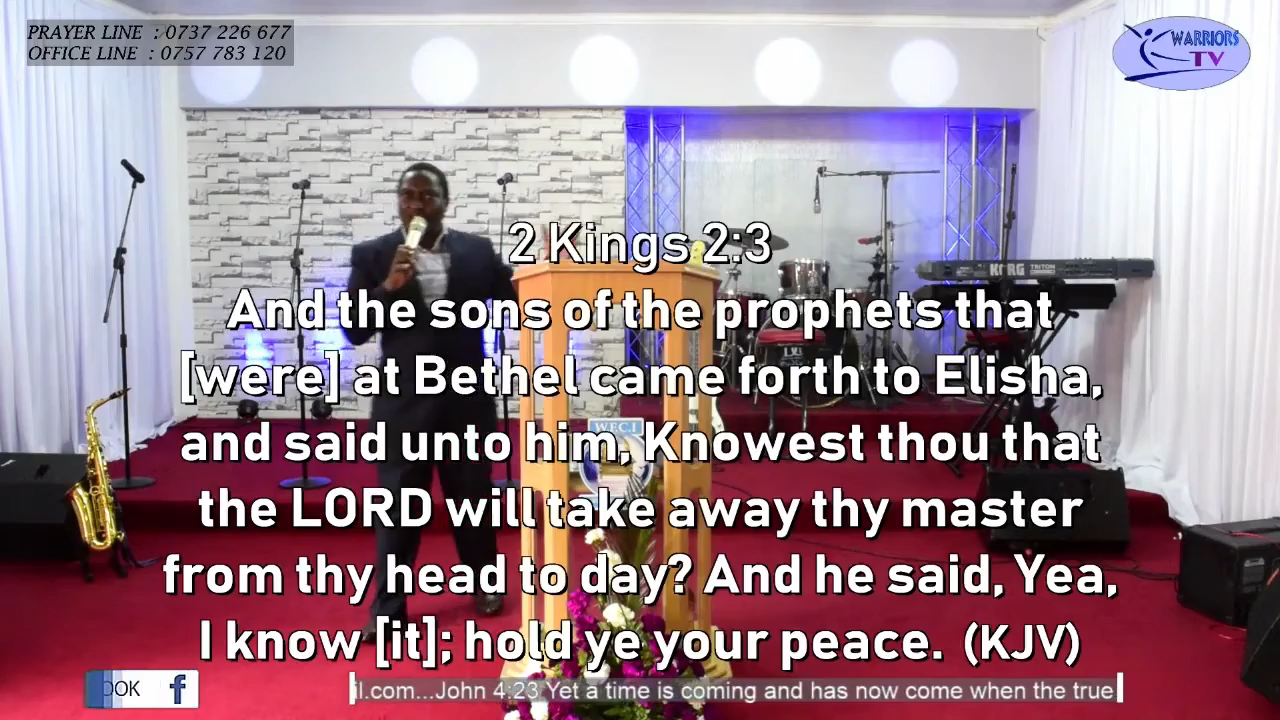 PRAYER LINE : 0737 226 677
OFFICE LINE : 0757 783 120
WARRIORS
TV
2 Kings 2:3
And the sons of the prophets that
[were] at Bethel came forth to Elisha,
and said unto him, Knowest thou that
the LORD will take away thy master
from thy head to day? And he said, Yea,
I know [it]; hold ye your peace. (KJV)
KORG TRITON
W.E.C.I
OOK f
il.com...John 4:23 Yet a time is coming and has now come when the true